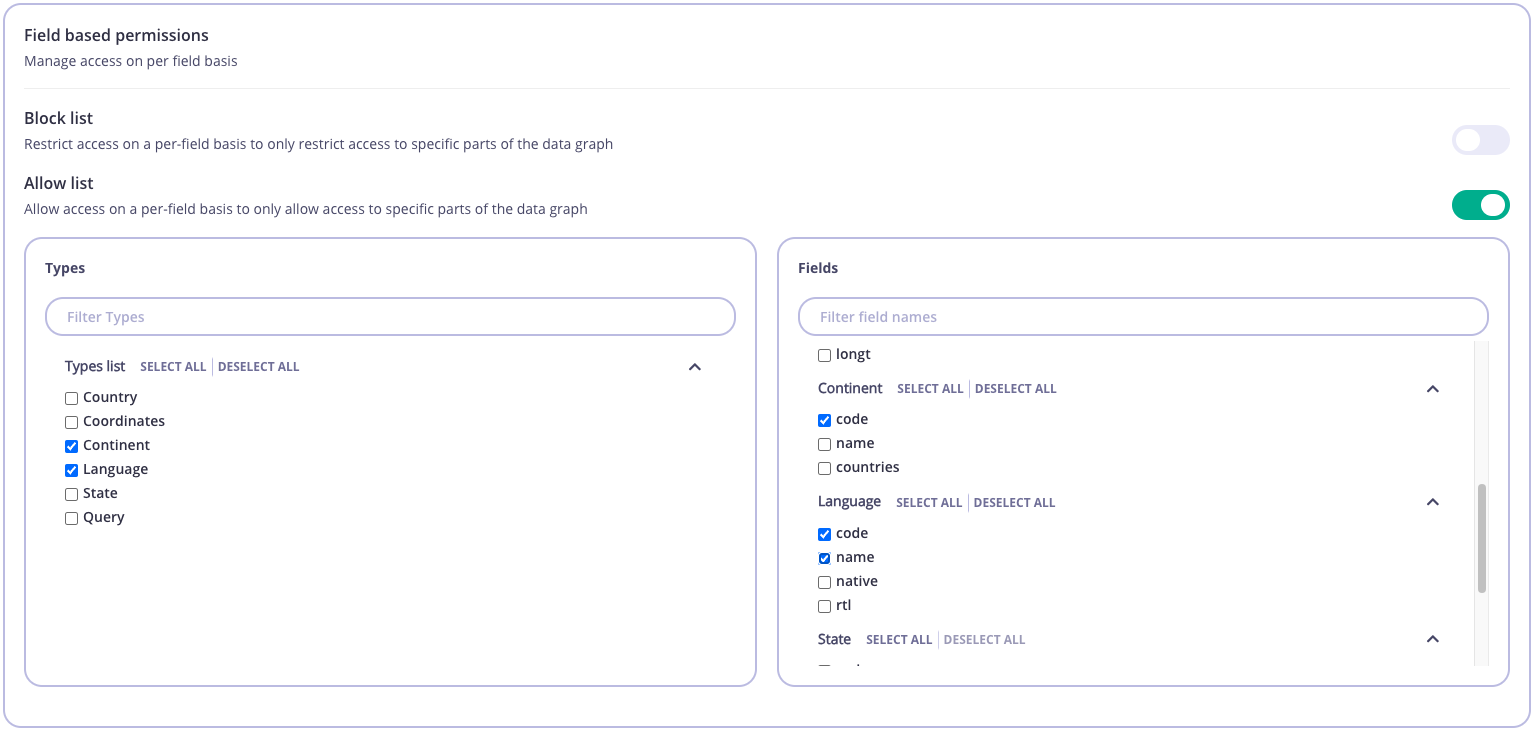 Field based permissions
Manage access on per field basis
Block list
Restrict access on a per-field basis to only restrict access to specific parts of the data graph
Allow list
Allow access on a per-field basis to only allow access to specific parts of the data graph
Types
Filter Types
Types list SELECT ALL DESELECT ALL
Country
Coordinates
Continent
Language
State
Query
Fields
Filter field names
longt
Continent SELECT ALL DESELECT ALL
code
name
countries
Language SELECT ALL DESELECT ALL
code
name
native
rtl
State SELECT ALL DESELECT ALL